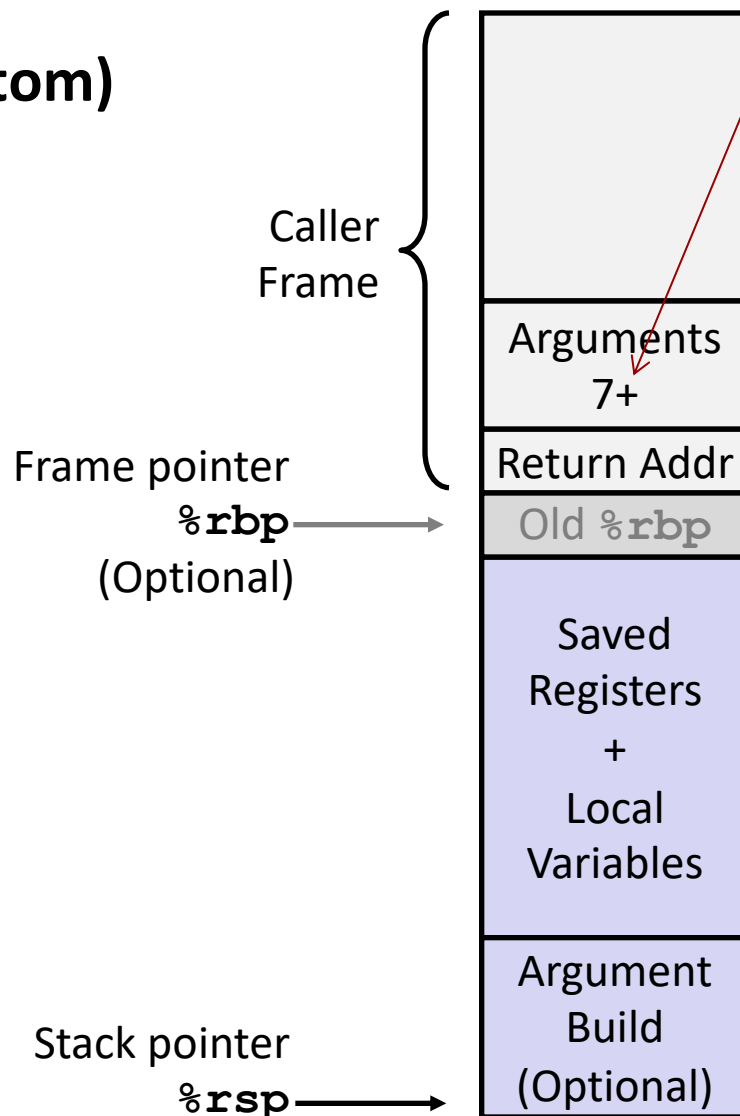 tom)
Caller
Frame
Arguments
7+
Frame pointer
%rbp
(Optional)
Return Addr
Old %rbp
Saved
Registers
+
Local
Variables
Argument
Build
(Optional)
Stack pointer
%rsp